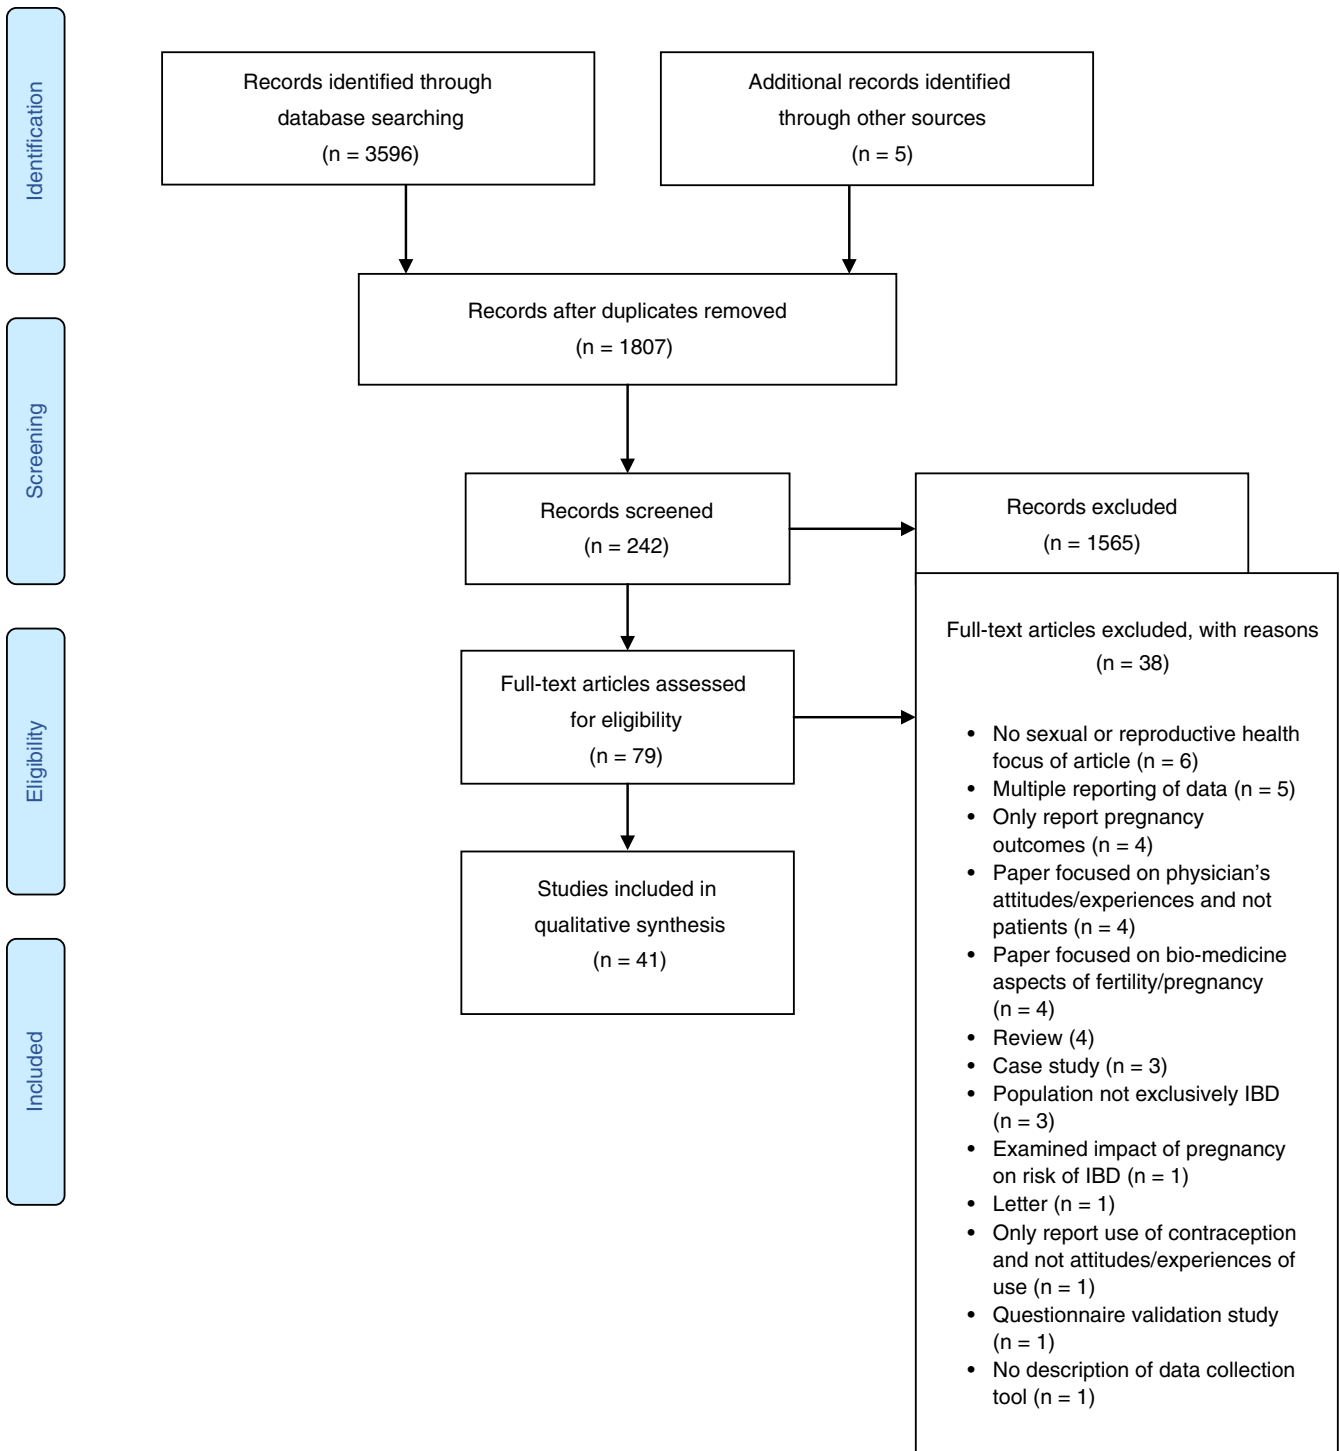 Identification
Records identified through
database searching
(n = 3596)
Additional records identified
through other sources
(n = 5)
Records after duplicates removed
(n = 1807)
Screening
Records screened
(n = 242)
Records excluded
(n = 1565)
Eligibility
Full-text articles assessed
for eligibility
(n = 79)
Full-text articles excluded, with reasons
(n = 38)
• No sexual or reproductive health
focus of article (n = 6)
• Multiple reporting of data (n = 5)
• Only report pregnancy
outcomes (n = 4)
• Paper focused on physician's
attitudes/experiences and not
patients (n = 4)
• Paper focused on bio-medicine
aspects of fertility/pregnancy
(n = 4)
• Review (4)
• Case study (n = 3)
• Population not exclusively IBD
(n = 3)
• Examined impact of pregnancy
on risk of IBD (n = 1)
• Letter (n = 1)
• Only report use of contraception
and not attitudes/experiences of
use (n = 1)
• Questionnaire validation study
(n = 1)
• No description of data collection
tool (n = 1)
Included
Studies included in
qualitative synthesis
(n = 41)